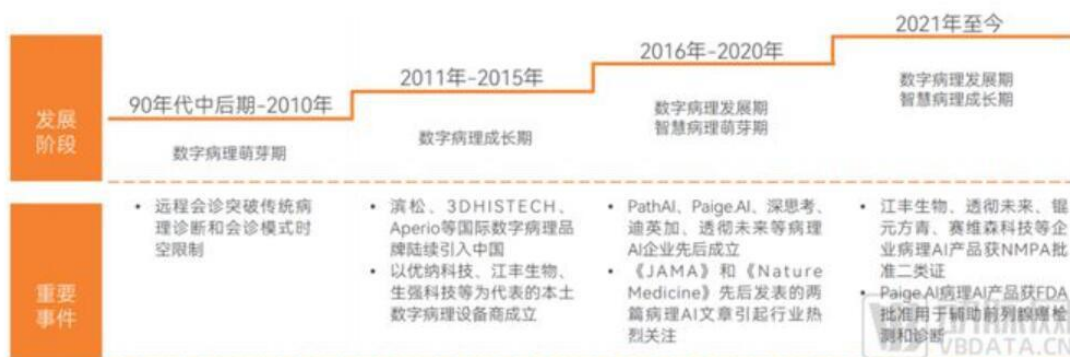 2021年至今
2016年-2020年
2011年-2015年
90年代中后期-2010年
发展
阶段
数字病理萌芽期
数字病理成长期
数字病理发展期
智慧病理萌芽期
数字病理发展期
智慧病理成长期
重要
事件
• 远程会诊突破传统病
理诊断和会诊模式时
空限制
• 滨松、3DHISTECH、
Aperio等国际数字病理品
牌陆续引入中国
• 以优纳科技、江丰生物、
生强科技等为代表的本土
数字病理设备商成立
• PathAI、Paige.AI、深思考、
迪英加、透彻未来等病理
AI企业先后成立
• 《JAMA》和《Nature
Medicine》先后发表的两
篇病理AI文章引起行业热
烈关注
• 江丰生物、透彻未来、锟
元方青、赛维森科技等企
业病理AI产品获NMPA批
准二类证
• Paige.AI病理AI产品获FDA
批准用于辅助前列腺癌检
测和诊断
VBDATA.CN